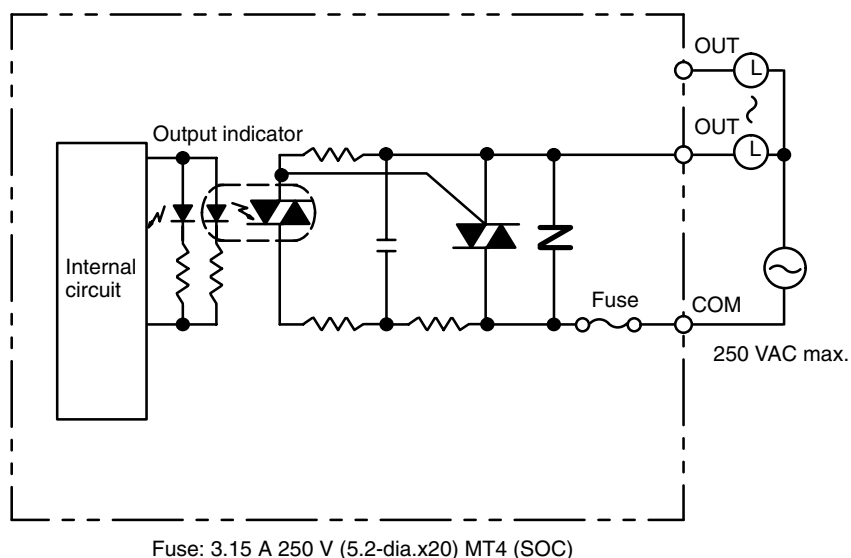 OUT
L
OUT
L
Output indicator
Internal
circuit
Fuse
COM
250 VAC max.
Fuse: 3.15 A 250 V (5.2-dia.x20) MT4 (SOC)